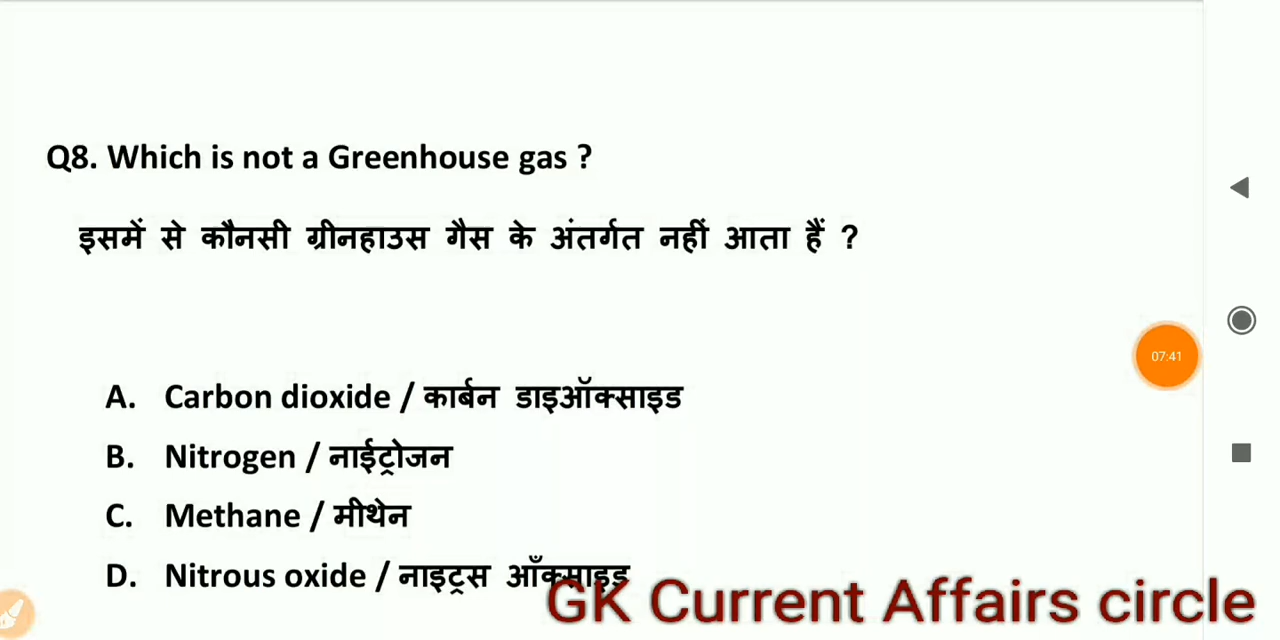 Q8. Which is not a Greenhouse gas ?
इसमें से कौनसी ग्रीनहाउस गैस के अंतर्गत नहीं आता हैं ?
07:41
A. Carbon dioxide / कार्बन डाइऑक्साइड
B. Nitrogen / नाईट्रोजन
C. Methane / मीथेन
D. Nitrous oxide / नाइट्रस ऑंक्साइड
GK Current Affairs circle